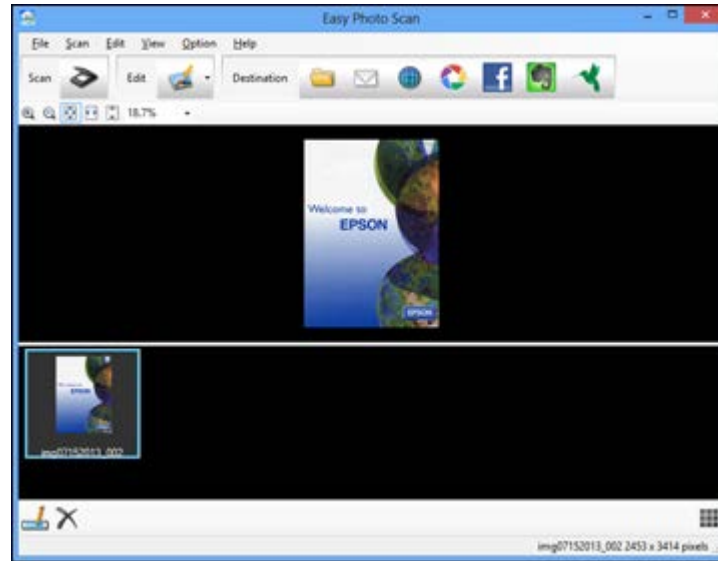 Easy Photo Scan
File Scan Edit View Option Help
Scan Edit Destination
18.7%
Welcome to
EPSON
EPSON
EPSON
img07152013_002
img07152013_002 2453 x 3414 pixels